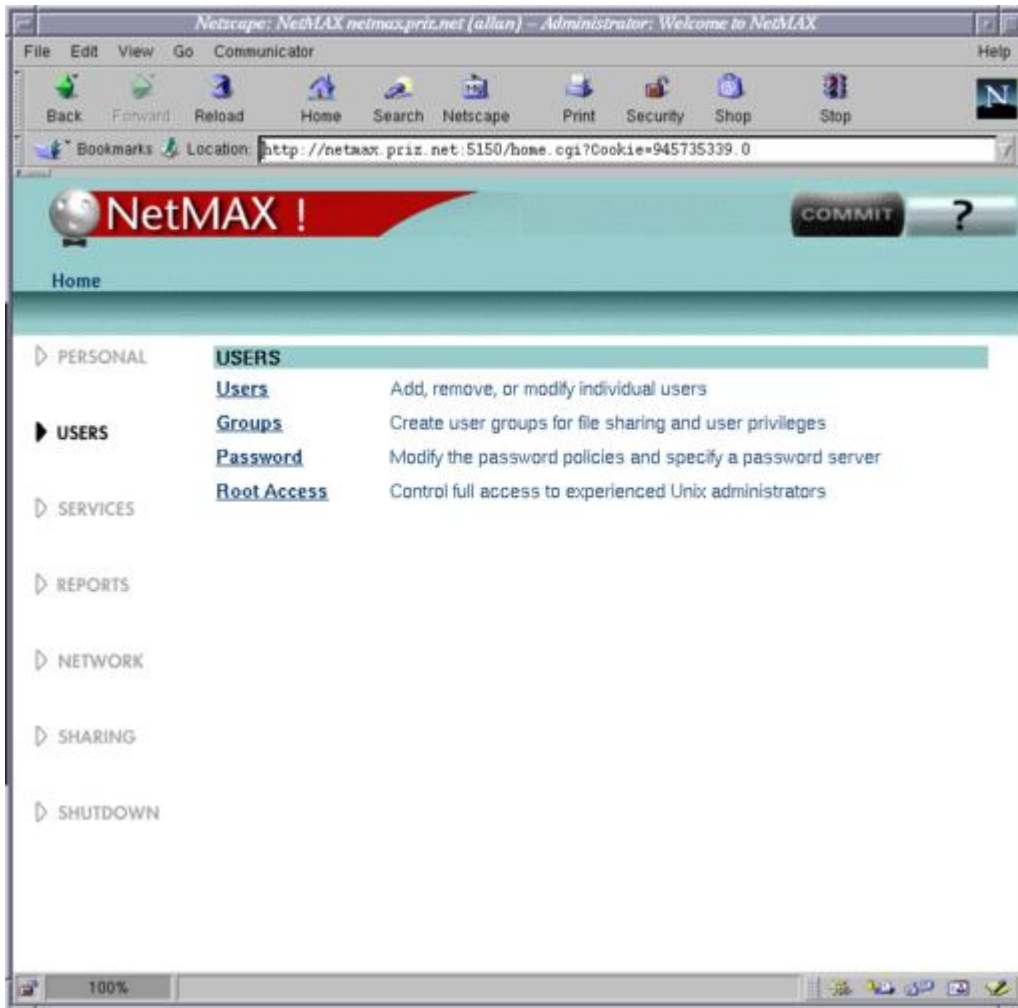 Netscape: NetMAX netmax.priz.net (allan) – Administrator: Welcome to NetMAX
File Edit View Go Communicator Help
Back Forward Reload Home Search Netscape Print Security Shop Stop
N
Bookmarks Location: http://netmax.priz.net:5150/home.cgi?Cookie=945735339.0
NetMAX !
COMMIT ?
Home
PERSONAL
USERS
SERVICES
REPORTS
NETWORK
SHARING
SHUTDOWN
USERS
Users Add, remove, or modify individual users
Groups Create user groups for file sharing and user privileges
Password Modify the password policies and specify a password server
Root Access Control full access to experienced Unix administrators
100%